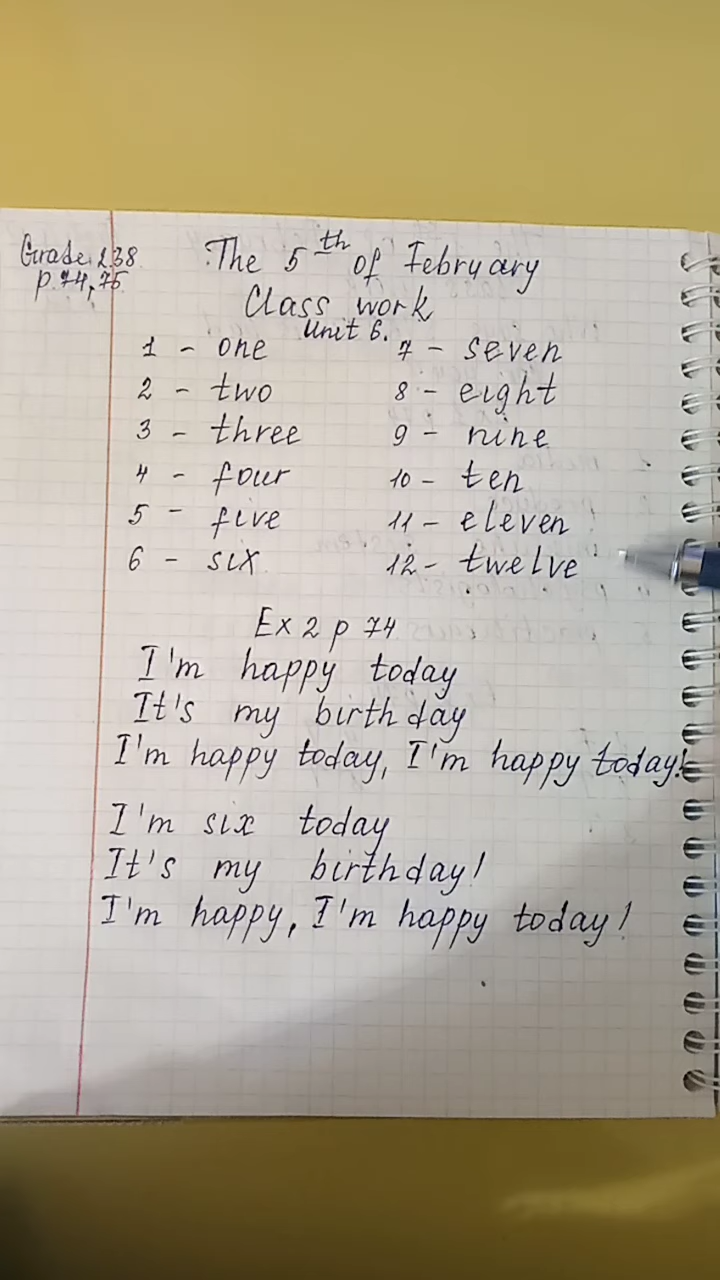 Grade 2 38
p. 74, 75
The 5th of February
Class work
Unit 6.
1 - one
2 - two
3 - three
4 - four
5 - five
6 - six
7 - seven
8 - eight
9 - nine
10 - ten
11 - eleven
12 - twelve
Ex 2 p 74
I'm happy today
It's my birthday
I'm happy today, I'm happy today!
I'm six today
It's my birthday!
I'm happy, I'm happy today!